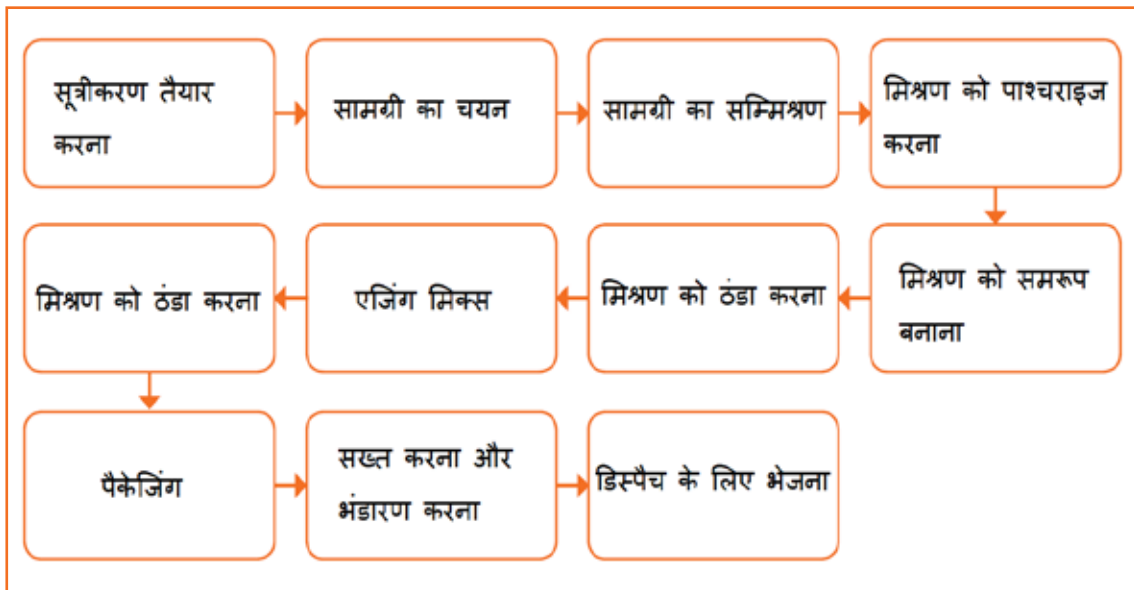 सूत्रीकरण तैयार
करना
सामग्री का चयन
सामग्री का सम्मिश्रण
मिश्रण को पाश्चराइज
करना
मिश्रण को समरूप
बनाना
मिश्रण को ठंडा करना
एजिंग मिक्स
मिश्रण को ठंडा करना
पैकेजिंग
सख्त करना और
भंडारण करना
डिस्पैच के लिए भेजना